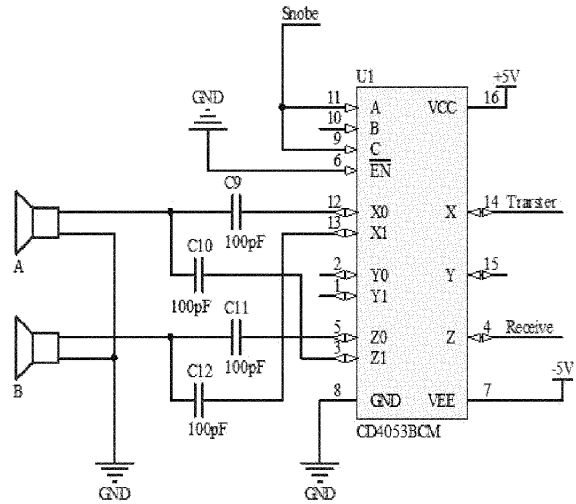 Snobe
U1
+5V
GND
11 A VCC 16
10 B
9 C
6 EN
C9
12 X0 X 14 Transter
100pF
13 X1
A
C10
100pF
2 Y0 Y 15
1 Y1
C11
5 Z0 Z 4 Receive
100pF
3 Z1
B
C12
100pF
-5V
8 GND VEE 7
CD4053BCM
GND
GND